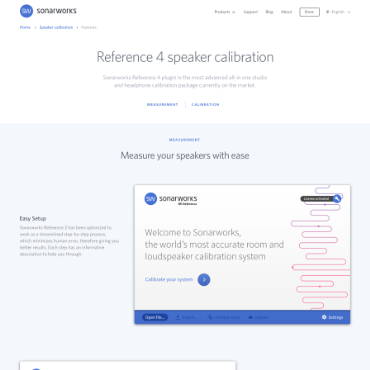 SW sonarworks
Products Support Blog About Store English
Home > Speaker calibration > Features
Reference 4 speaker calibration
Sonarworks Reference 4 plugin is the most advanced all-in one studio
and headphone calibration package currently on the market.
MEASUREMENT | CALIBRATION
MEASUREMENT
Measure your speakers with ease
Easy Setup
Sonarworks Reference 3 has been optimized to
work as a streamlined step-by-step process,
which minimizes human error, therefore giving you
better results. Each step has an informative
description to help you through.
SW sonarworks
Welcome to Sonarworks,
the world's most accurate room and
loudspeaker calibration system
Calibrate your system
Open File...
Settings